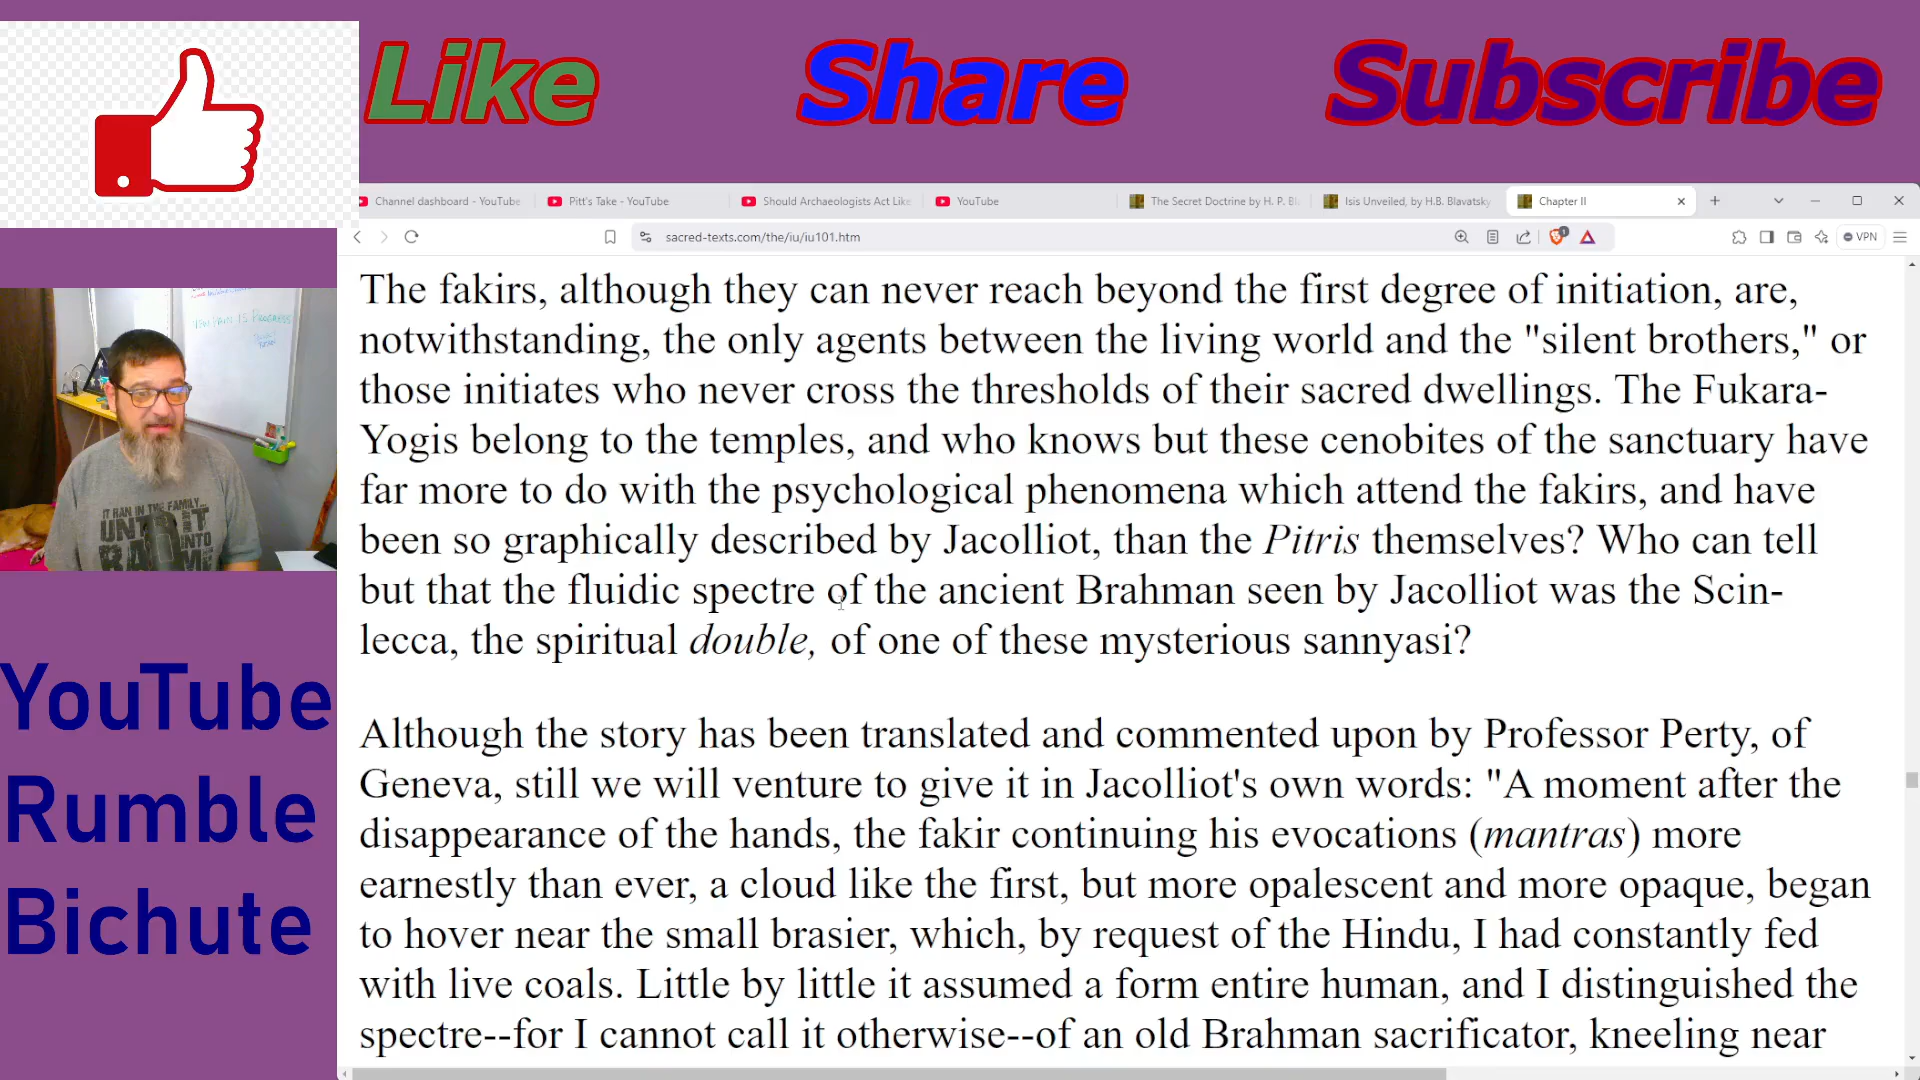 Like Share Subscribe
Channel dashboard - YouTube
Pitt's Take - YouTube
Should Archaeologists Act Like
YouTube
The Secret Doctrine by H. P. Bl
Isis Unveiled, by H.B. Blavatsky
Chapter II
sacred-texts.com/the/iu/iu101.htm
1
VPN
The fakirs, although they can never reach beyond the first degree of initiation, are,
notwithstanding, the only agents between the living world and the "silent brothers," or
those initiates who never cross the thresholds of their sacred dwellings. The Fukara-
Yogis belong to the temples, and who knows but these cenobites of the sanctuary have
far more to do with the psychological phenomena which attend the fakirs, and have
been so graphically described by Jacolliot, than the Pitris themselves? Who can tell
but that the fluidic spectre of the ancient Brahman seen by Jacolliot was the Scin-
lecca, the spiritual double, of one of these mysterious sannyasi?
Although the story has been translated and commented upon by Professor Perty, of
Geneva, still we will venture to give it in Jacolliot's own words: "A moment after the
disappearance of the hands, the fakir continuing his evocations (mantras) more
earnestly than ever, a cloud like the first, but more opalescent and more opaque, began
to hover near the small brasier, which, by request of the Hindu, I had constantly fed
with live coals. Little by little it assumed a form entire human, and I distinguished the
spectre--for I cannot call it otherwise--of an old Brahman sacrificator, kneeling near
IT RAN IN THE FAMILY
UNTIL IT
RAN INTO
ME
YouTube
Rumble
Bichute